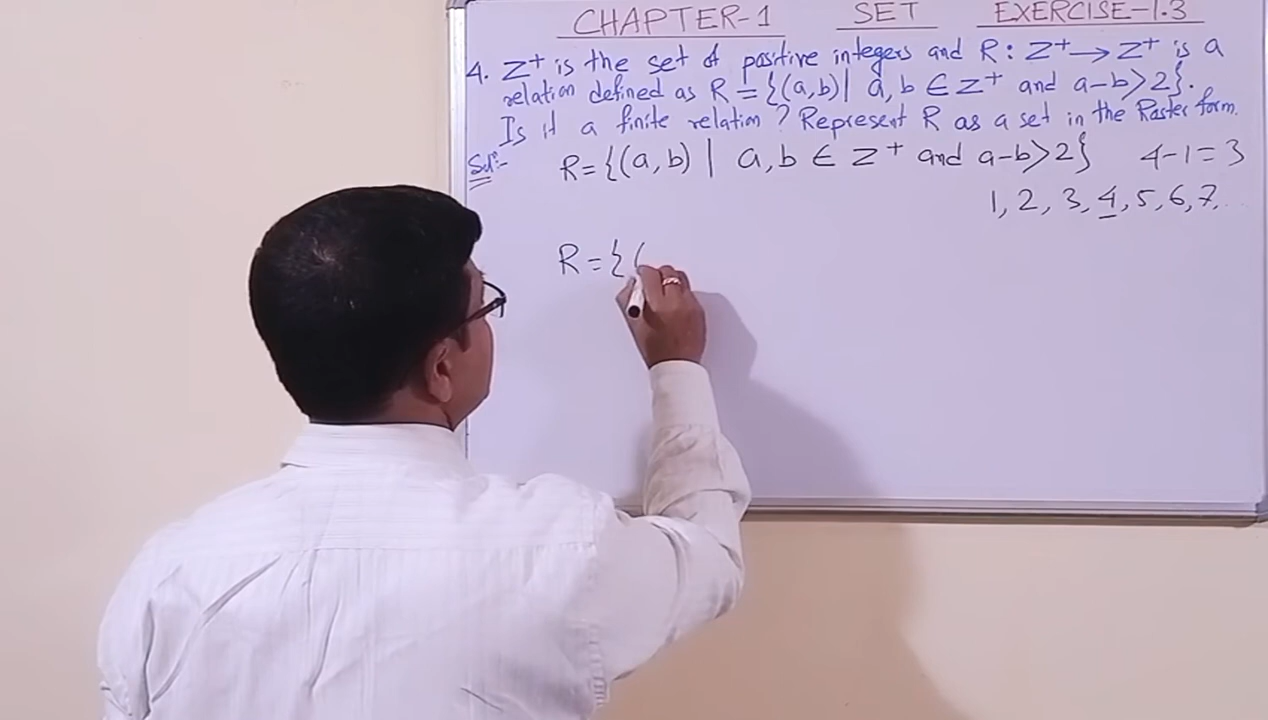 CHAPTER-1 SET EXERCISE-1.3
4. Z⁺ is the set of positive integers and R: Z⁺→Z⁺ is a
relation defined as R={(a,b)| a,b ∈ Z⁺ and a-b>2}.
Is it a finite relation? Represent R as a set in the Roster form.
Solⁿ:- R={(a,b) | a,b ∈ Z⁺ and a-b>2} 4-1=3
1, 2, 3, 4, 5, 6, 7, ..
R={(